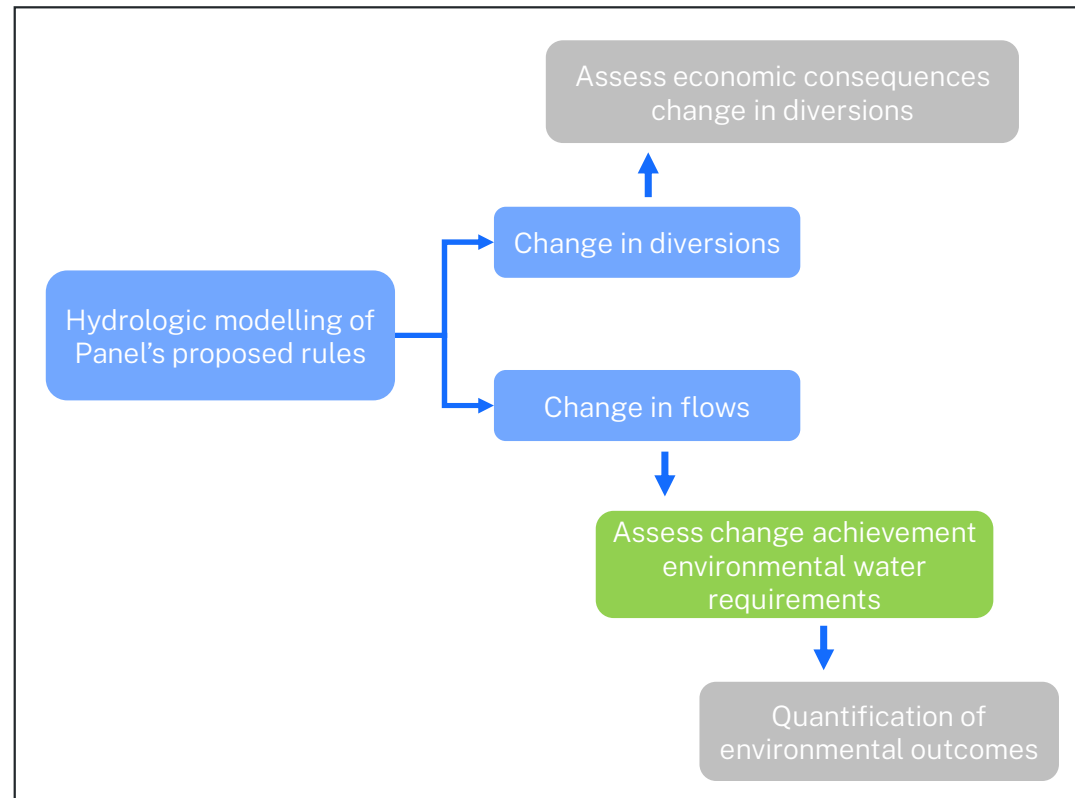 Assess economic consequences
change in diversions
Change in diversions
Hydrologic modelling of
Panel’s proposed rules
Change in flows
Assess change achievement
environmental water
requirements
Quantification of
environmental outcomes